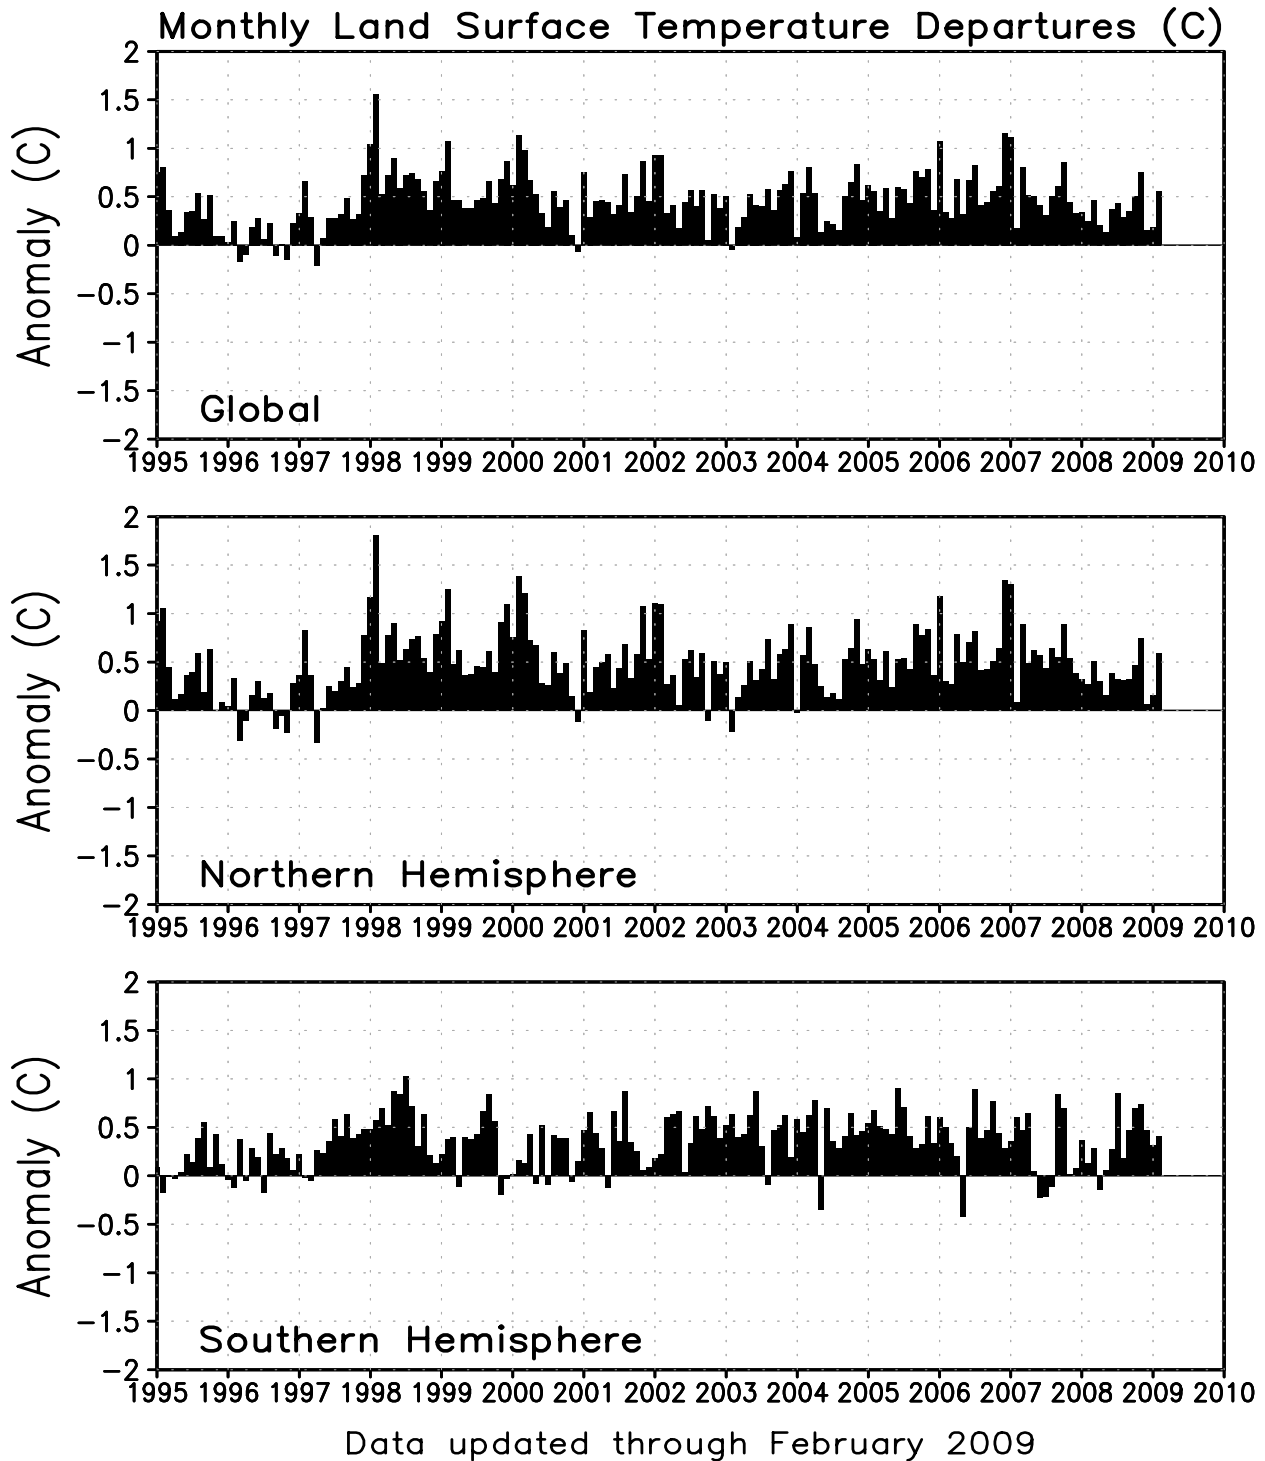 Monthly Land Surface Temperature Departures (C)
2
1.5
1
0.5
0
−0.5
−1
−1.5
−2
Anomaly (C)
Global
1995 1996 1997 1998 1999 2000 2001 2002 2003 2004 2005 2006 2007 2008 2009 2010
2
1.5
1
0.5
0
−0.5
−1
−1.5
−2
Anomaly (C)
Northern Hemisphere
1995 1996 1997 1998 1999 2000 2001 2002 2003 2004 2005 2006 2007 2008 2009 2010
2
1.5
1
0.5
0
−0.5
−1
−1.5
−2
Anomaly (C)
Southern Hemisphere
1995 1996 1997 1998 1999 2000 2001 2002 2003 2004 2005 2006 2007 2008 2009 2010
Data updated through February 2009